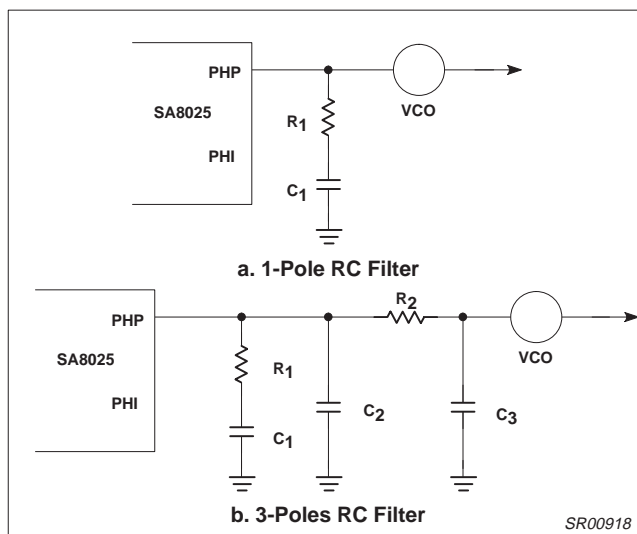 PHP
SA8025
R1
VCO
PHI
C1
a. 1-Pole RC Filter
R2
PHP
VCO
SA8025
R1
PHI
C2
C3
C1
b. 3-Poles RC Filter
SR00918